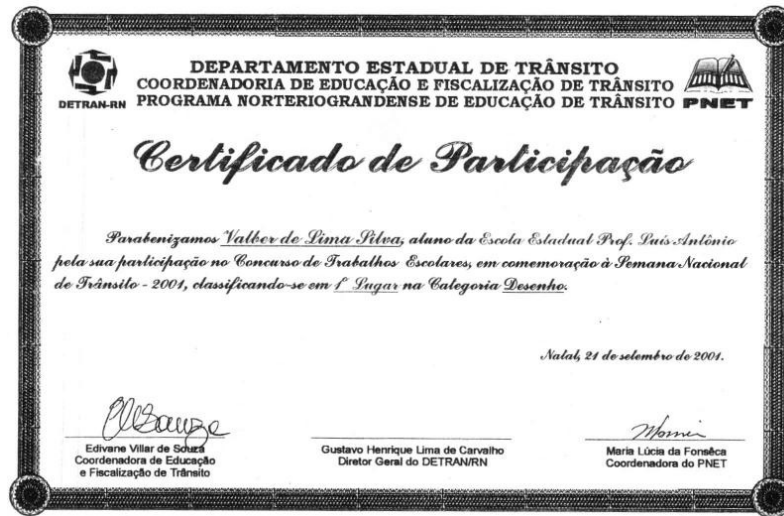 DEPARTAMENTO ESTADUAL DE TRÂNSITO
COORDENADORIA DE EDUCAÇÃO E FISCALIZAÇÃO DE TRÂNSITO
DETRAN-RN PROGRAMA NORTERIOGRANDENSE DE EDUCAÇÃO DE TRÂNSITO PNET
Certificado de Participação
Parabenizamos Valber de Lima Silva, aluno da Escola Estadual Prof. Luís Antônio
pela sua participação no Concurso de Trabalhos Escolares, em comemoração à Semana Nacional
de Trânsito - 2001, classificando-se em 1º Lugar na Categoria Desenho.
Natal, 21 de setembro de 2001.
Edivane Villar de Souza
Coordenadora de Educação
e Fiscalização de Trânsito
Gustavo Henrique Lima de Carvalho
Diretor Geral do DETRAN/RN
Maria Lúcia da Fonsêca
Coordenadora do PNET